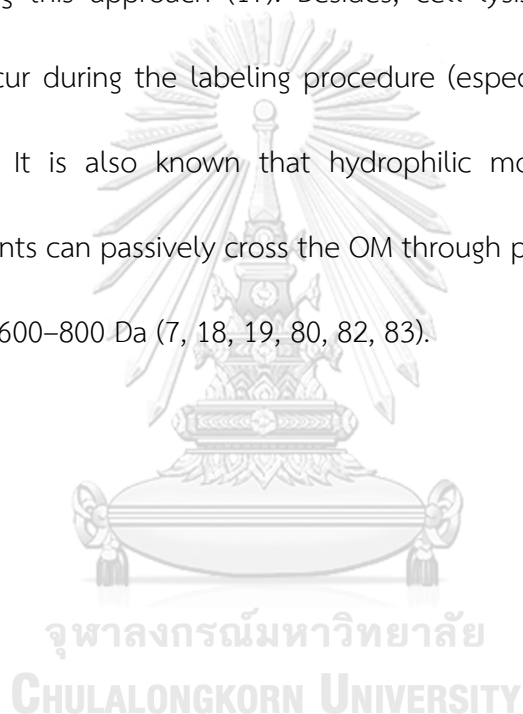 g this approach (17). Besides, cell lysis
cur during the labeling procedure (espec
It is also known that hydrophilic mo
nts can passively cross the OM through p
600–800 Da (7, 18, 19, 80, 82, 83).
จุฬาลงกรณ์มหาวิทยาลัย
CHULALONGKORN UNIVERSITY